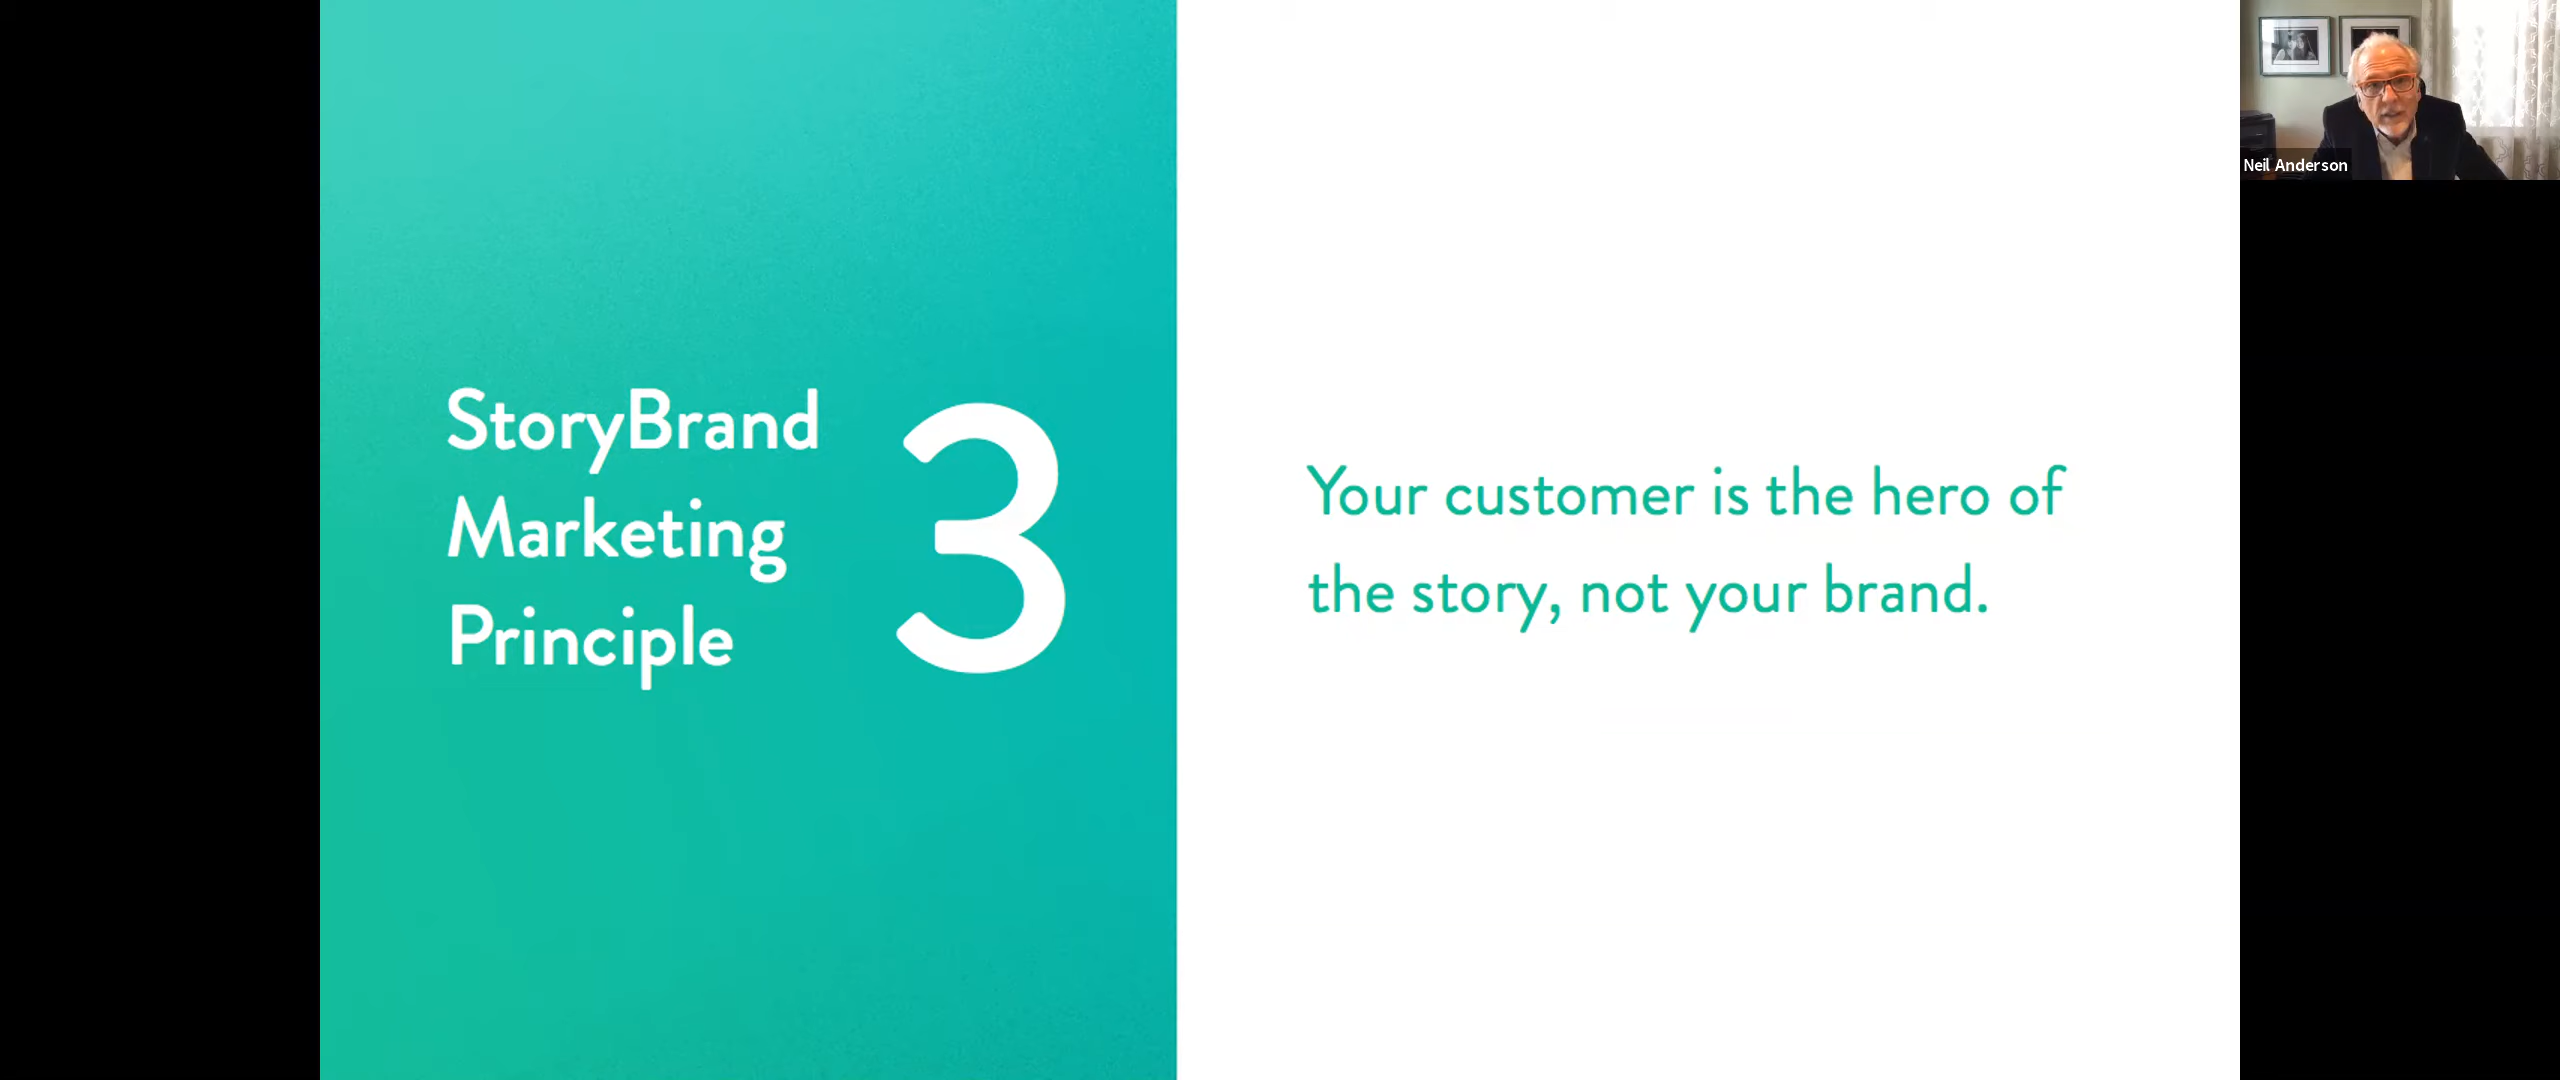 StoryBrand
Marketing
Principle
3
Your customer is the hero of
the story, not your brand.
Neil Anderson